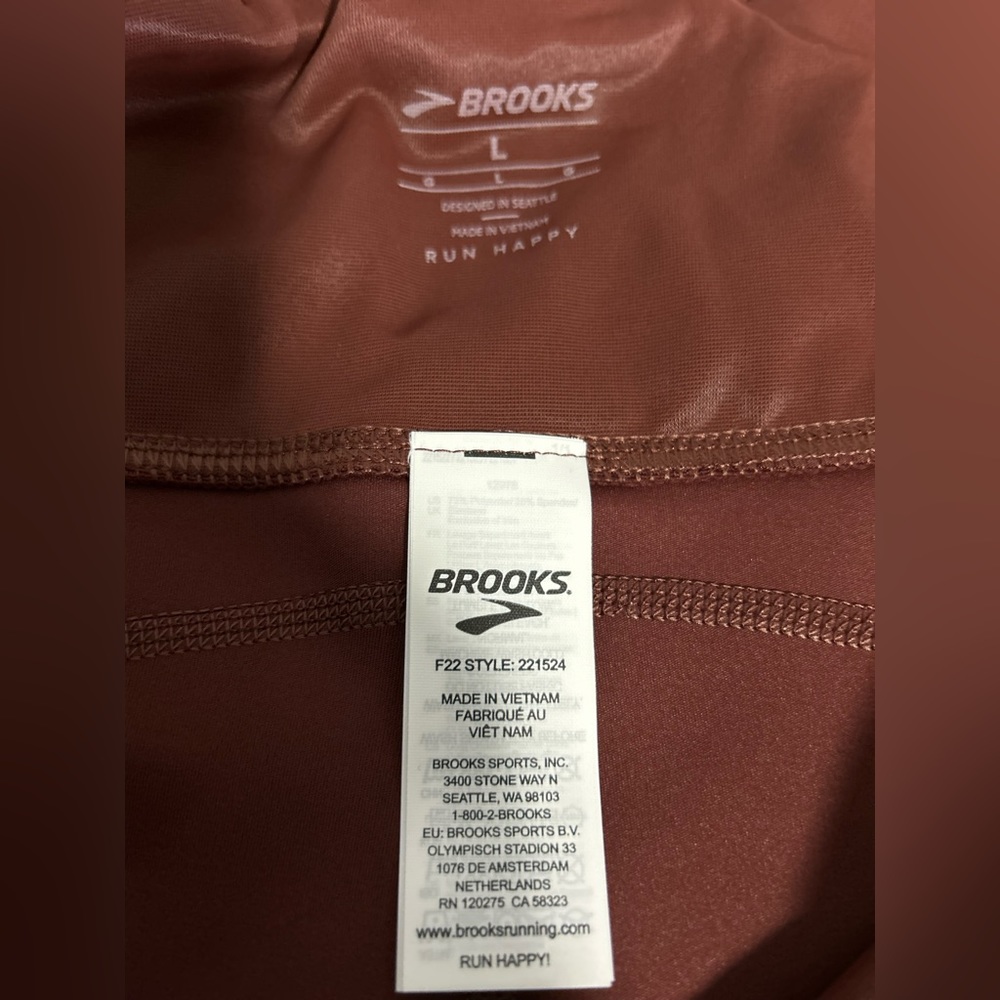 BROOKS
L
G L G
DESIGNED IN SEATTLE
MADE IN VIETNAM
RUN HAPPY
BROOKS.
F22 STYLE: 221524
MADE IN VIETNAM
FABRIQUÉ AU
VIÊT NAM
BROOKS SPORTS, INC.
3400 STONE WAY N
SEATTLE, WA 98103
1-800-2-BROOKS
EU: BROOKS SPORTS B.V.
OLYMPISCH STADION 33
1076 DE AMSTERDAM
NETHERLANDS
RN 120275 CA 58323
www.brooksrunning.com
RUN HAPPY!